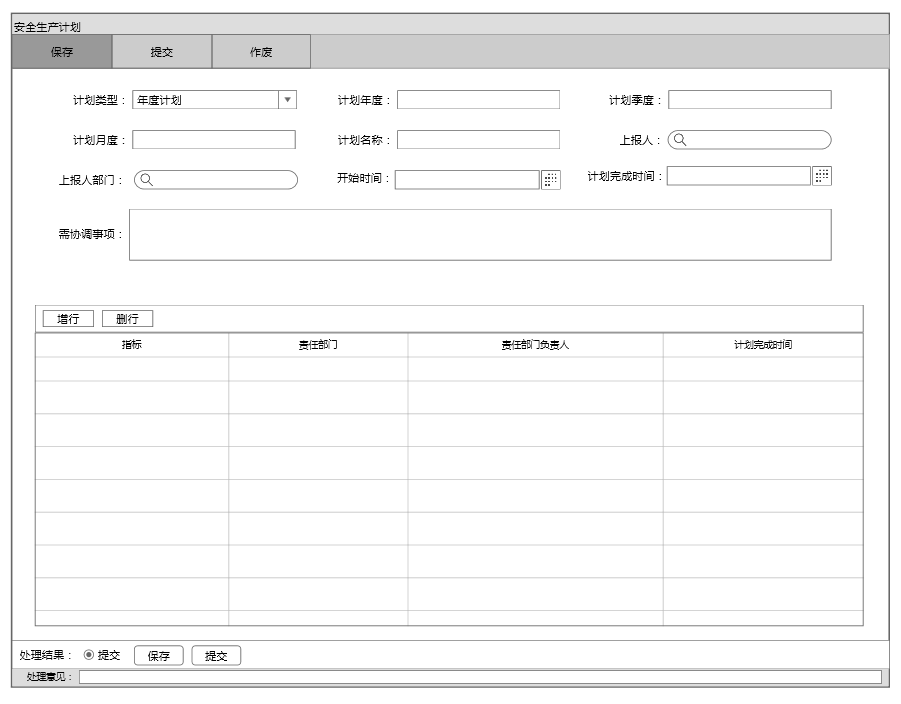 安全生产计划
保存 提交 作废
计划类型： 年度计划 计划年度： 计划季度：
计划月度： 计划名称： 上报人：
上报人部门： 开始时间： 计划完成时间：
需协调事项：
增行 删行
指标 责任部门 责任部门负责人 计划完成时间
处理结果： 提交 保存 提交
处理意见：